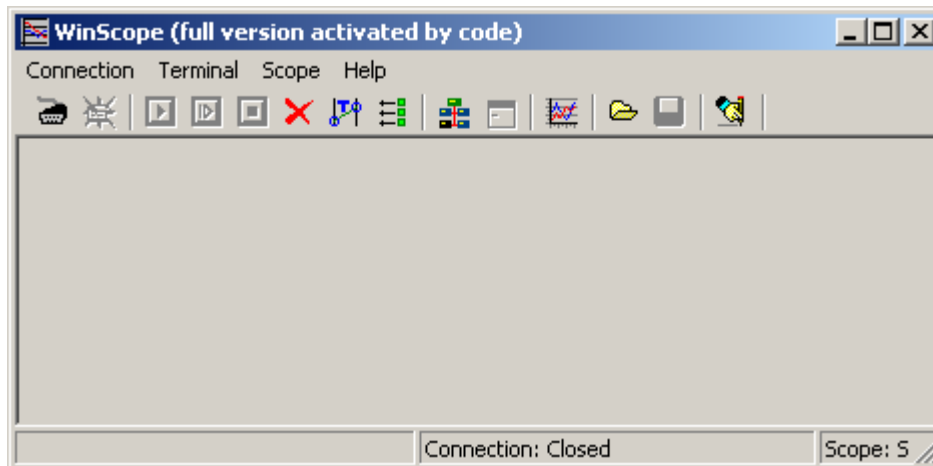 WinScope (full version activated by code)
Connection Terminal Scope Help
Connection: Closed Scope: S